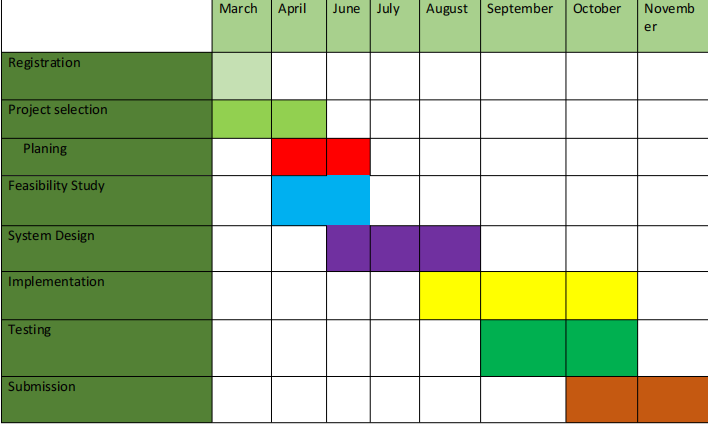 March April June July August September October Novemb
er
Registration
Project selection
Planing
Feasibility Study
System Design
Implementation
Testing
Submission